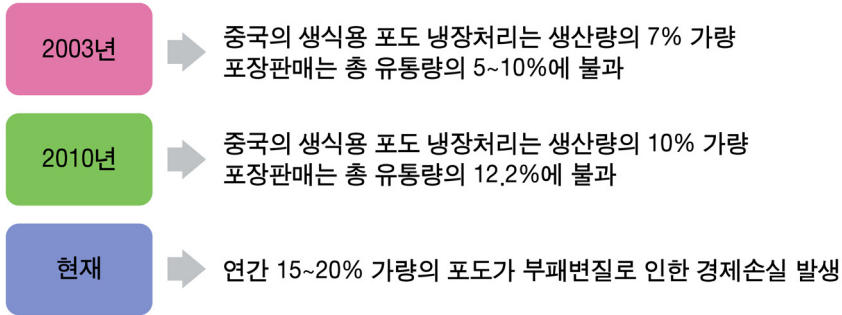 2003년
중국의 생식용 포도 냉장처리는 생산량의 7% 가량
포장판매는 총 유통량의 5~10%에 불과
2010년
중국의 생식용 포도 냉장처리는 생산량의 10% 가량
포장판매는 총 유통량의 12.2%에 불과
현재
연간 15~20% 가량의 포도가 부패변질로 인한 경제손실 발생